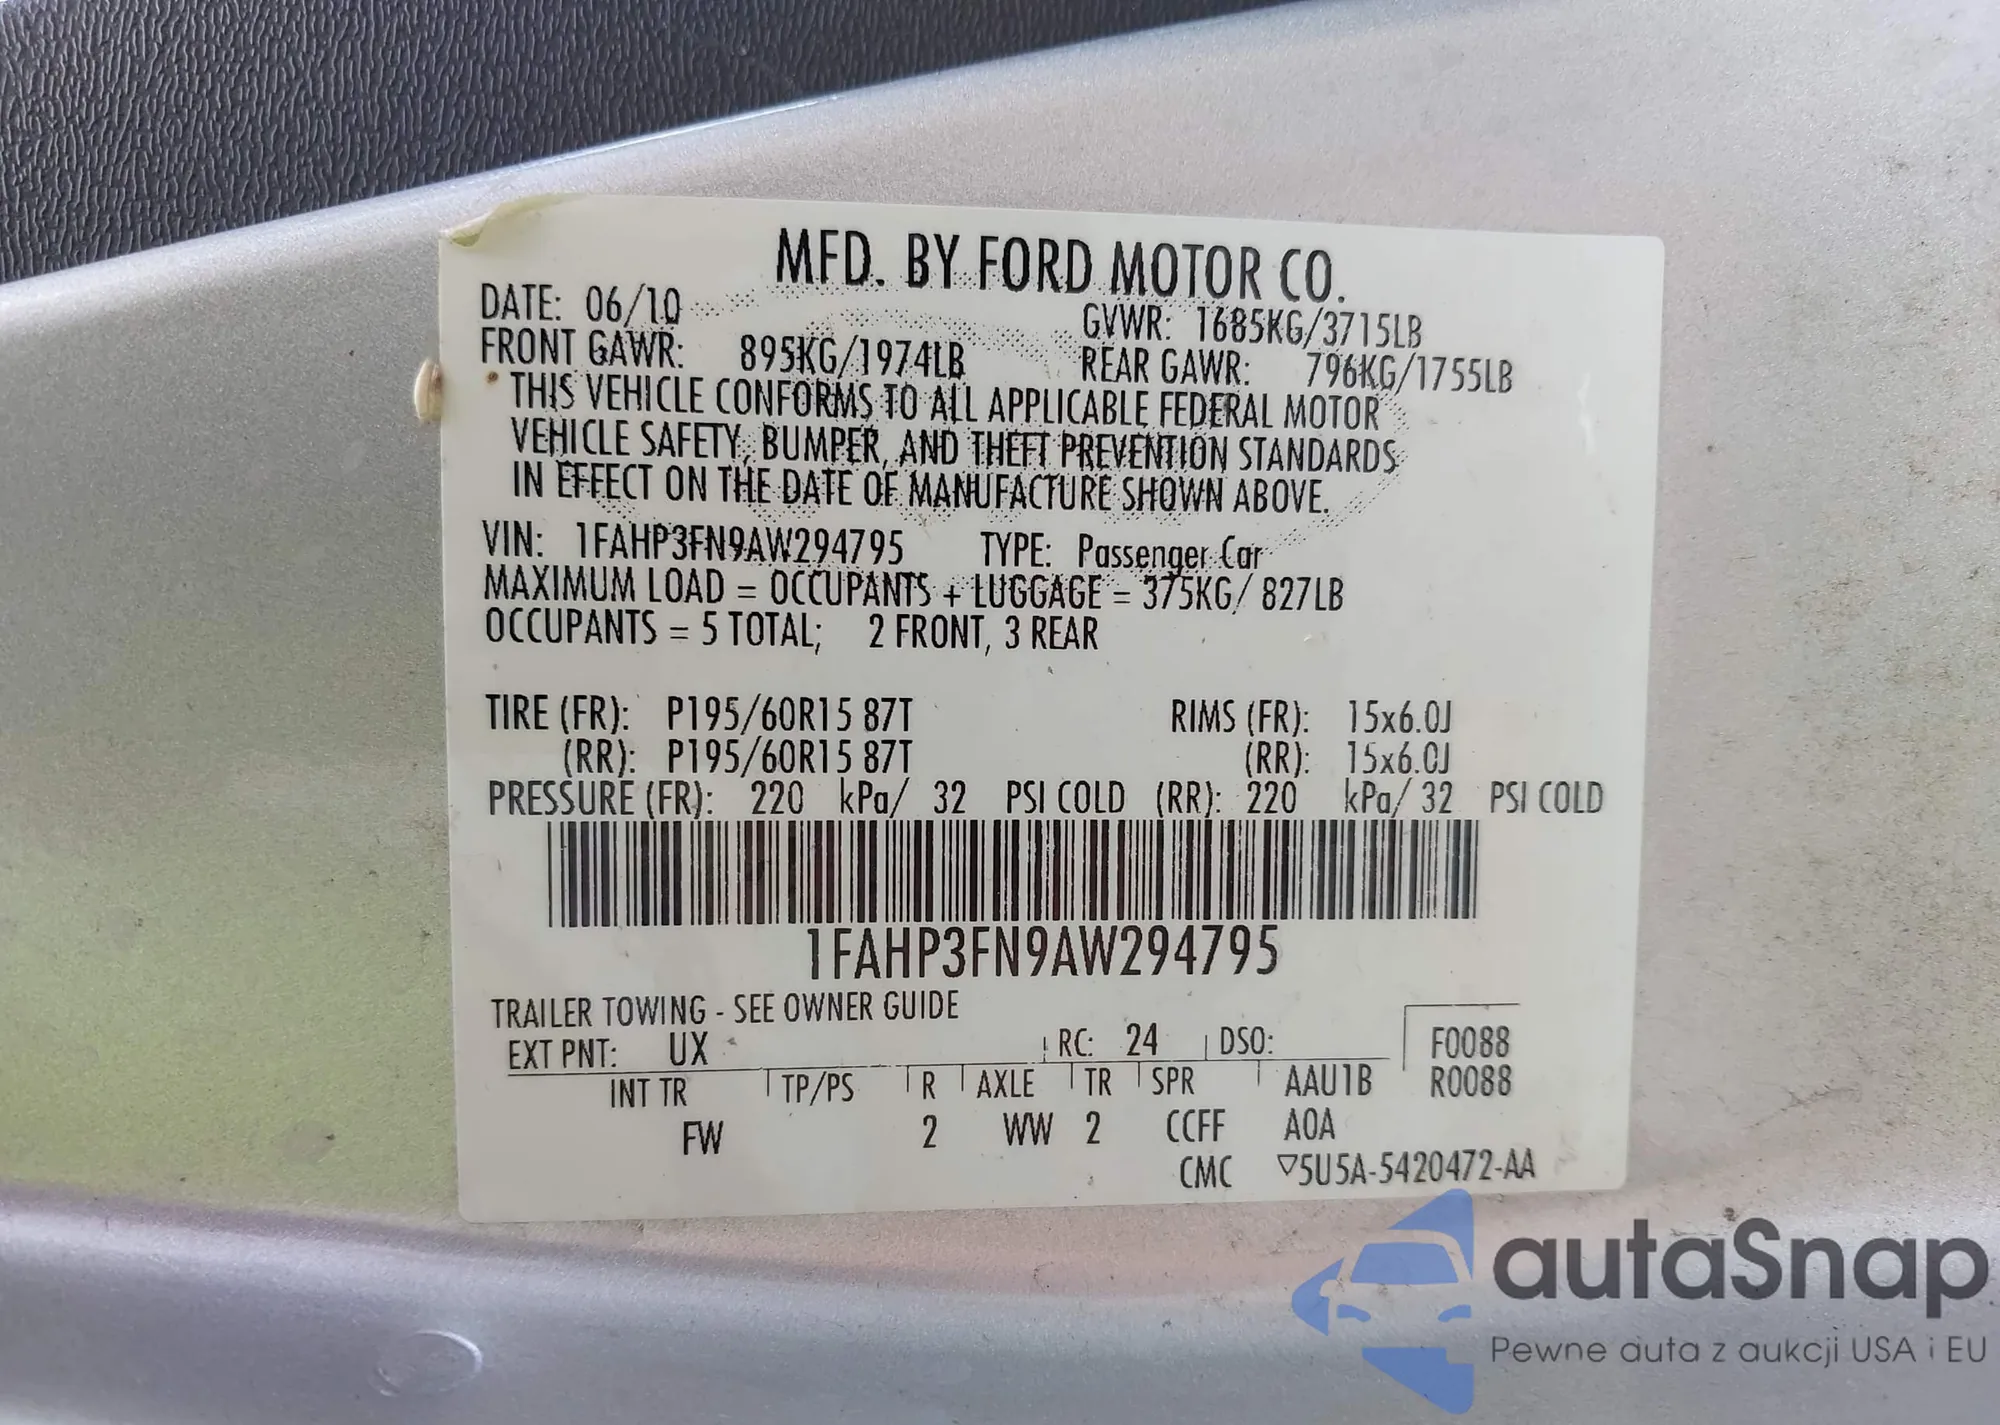 MFD. BY FORD MOTOR CO.
DATE: 06/10 GVWR: 1685KG/3715LB
FRONT GAWR: 895KG/1974LB REAR GAWR: 796KG/1755LB
THIS VEHICLE CONFORMS TO ALL APPLICABLE FEDERAL MOTOR
VEHICLE SAFETY, BUMPER, AND THEFT PREVENTION STANDARDS
IN EFFECT ON THE DATE OF MANUFACTURE SHOWN ABOVE.
VIN: 1FAHP3FN9AW294795 TYPE: Passenger Car
MAXIMUM LOAD = OCCUPANTS + LUGGAGE = 375KG/ 827LB
OCCUPANTS = 5 TOTAL; 2 FRONT, 3 REAR
TIRE (FR): P195/60R15 87T RIMS (FR): 15x6.0J
(RR): P195/60R15 87T (RR): 15x6.0J
PRESSURE (FR): 220 kPa/ 32 PSI COLD (RR): 220 kPa/ 32 PSI COLD
1FAHP3FN9AW294795
TRAILER TOWING - SEE OWNER GUIDE
EXT PNT: UX RC: 24 DSO: F0088
INT TR TP/PS R AXLE TR SPR AAU1B R0088
FW 2 WW 2 CCFF AOA
CMC ▽5U5A-5420472-AA
autaSnap
Pewne auta z aukcji USA i EU